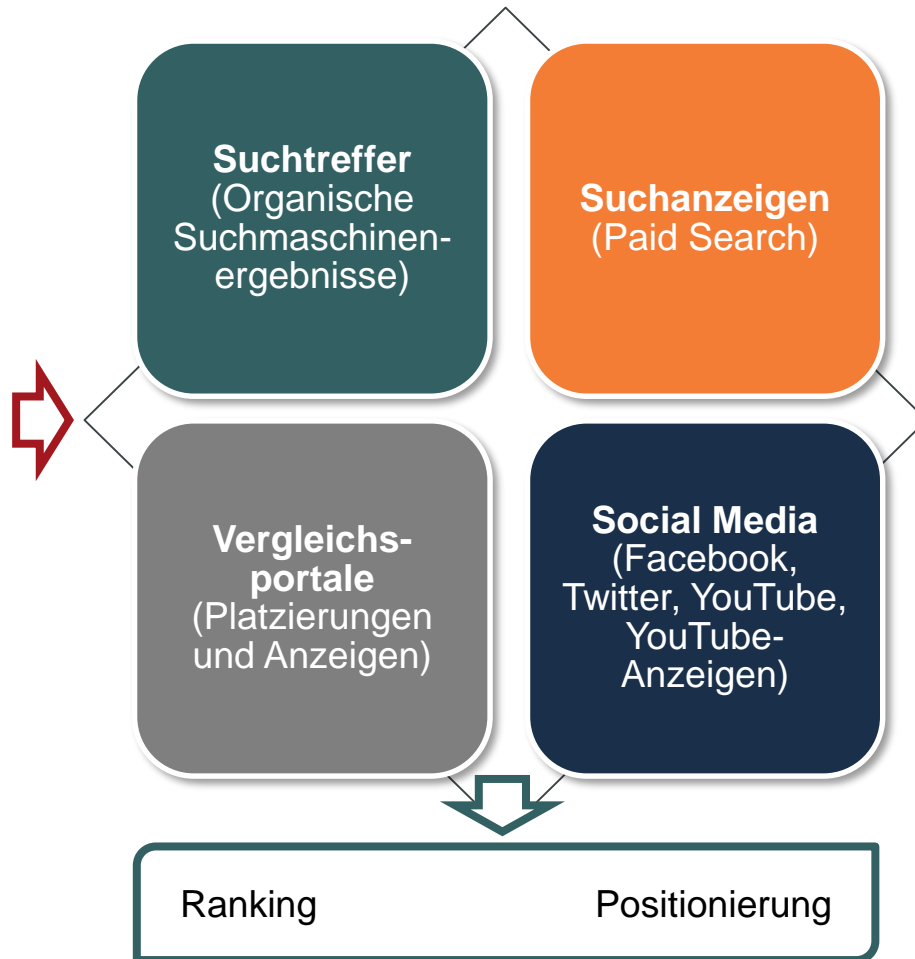 Suchtreffer
(Organische
Suchmaschinen-
ergebnisse)
Suchanzeigen
(Paid Search)
Vergleichs-
portale
(Platzierungen
und Anzeigen)
Social Media
(Facebook,
Twitter, YouTube,
YouTube-
Anzeigen)
Ranking Positionierung